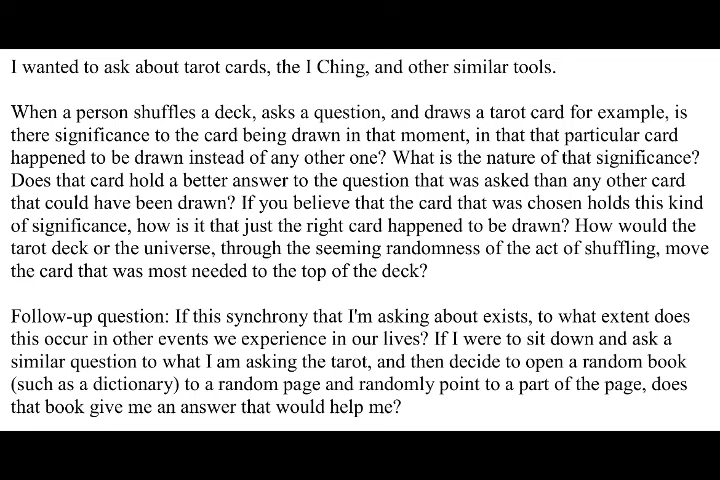 I wanted to ask about tarot cards, the I Ching, and other similar tools.
When a person shuffles a deck, asks a question, and draws a tarot card for example, is
there significance to the card being drawn in that moment, in that that particular card
happened to be drawn instead of any other one? What is the nature of that significance?
Does that card hold a better answer to the question that was asked than any other card
that could have been drawn? If you believe that the card that was chosen holds this kind
of significance, how is it that just the right card happened to be drawn? How would the
tarot deck or the universe, through the seeming randomness of the act of shuffling, move
the card that was most needed to the top of the deck?
Follow-up question: If this synchrony that I'm asking about exists, to what extent does
this occur in other events we experience in our lives? If I were to sit down and ask a
similar question to what I am asking the tarot, and then decide to open a random book
(such as a dictionary) to a random page and randomly point to a part of the page, does
that book give me an answer that would help me?